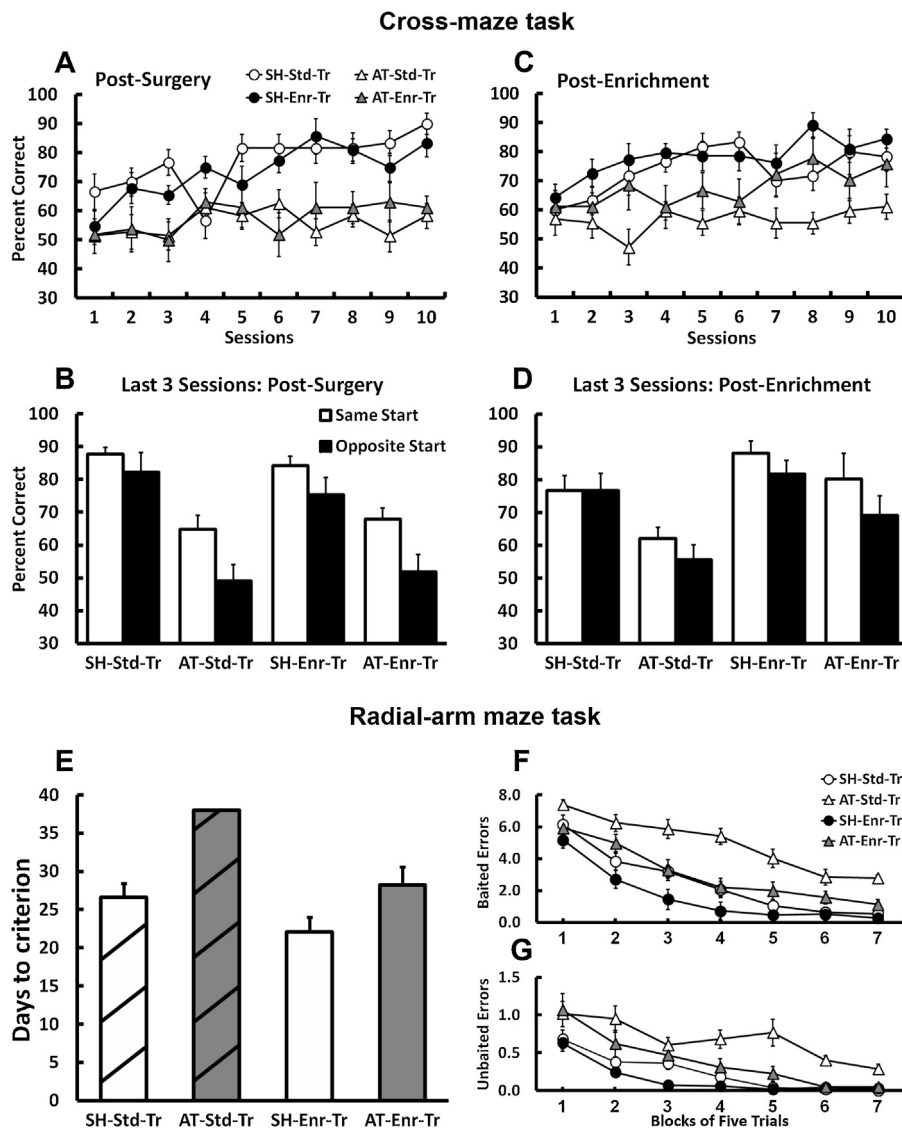 Cross-maze task
A
Post-Surgery
SH-Std-Tr
AT-Std-Tr
SH-Enr-Tr
AT-Enr-Tr
Percent Correct
100
90
80
70
60
50
40
30
1 2 3 4 5 6 7 8 9 10
Sessions
C
Post-Enrichment
100
90
80
70
60
50
40
30
1 2 3 4 5 6 7 8 9 10
Sessions
B
Last 3 Sessions: Post-Surgery
Same Start
Opposite Start
Percent Correct
100
90
80
70
60
50
40
30
SH-Std-Tr AT-Std-Tr SH-Enr-Tr AT-Enr-Tr
D
Last 3 Sessions: Post-Enrichment
100
90
80
70
60
50
40
30
SH-Std-Tr AT-Std-Tr SH-Enr-Tr AT-Enr-Tr
Radial-arm maze task
E
Days to criterion
40
35
30
25
20
15
10
5
0
SH-Std-Tr AT-Std-Tr SH-Enr-Tr AT-Enr-Tr
F
SH-Std-Tr
AT-Std-Tr
SH-Enr-Tr
AT-Enr-Tr
Baited Errors
8.0
6.0
4.0
2.0
0.0
1 2 3 4 5 6 7
G
Unbaited Errors
1.5
1.0
0.5
0.0
1 2 3 4 5 6 7
Blocks of Five Trials